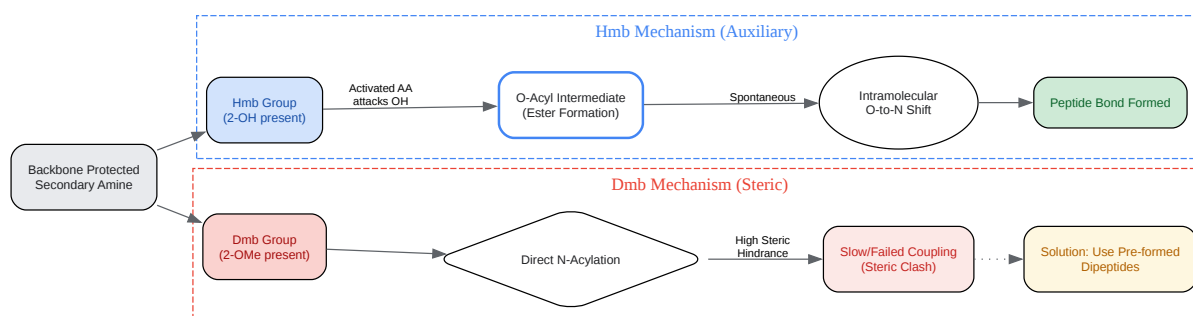 Hmb Mechanism (Auxiliary)
Backbone Protected
Secondary Amine
Hmb Group
(2-OH present)
Activated AA
attacks OH
O-Acyl Intermediate
(Ester Formation)
Spontaneous
Intramolecular
O-to-N Shift
Peptide Bond Formed
Dmb Mechanism (Steric)
Dmb Group
(2-OMe present)
Direct N-Acylation
High Steric
Hindrance
Slow/Failed Coupling
(Steric Clash)
Solution: Use Pre-formed
Dipeptides